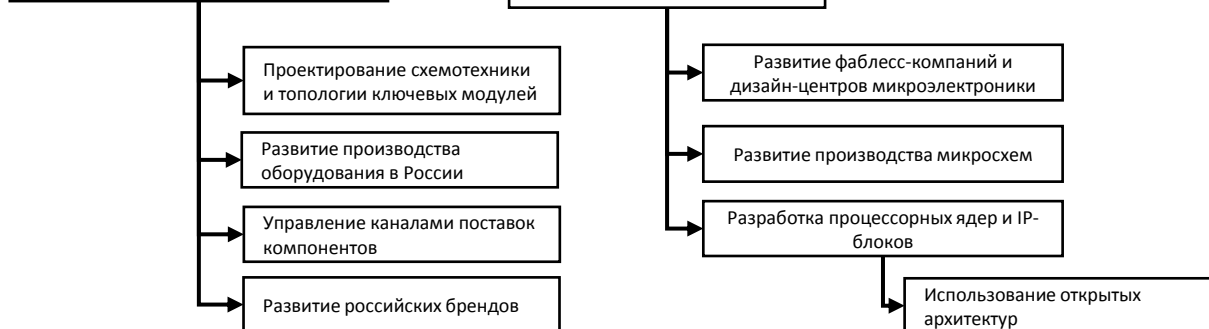 Проектирование схемотехники
и топологии ключевых модулей
Развитие производства
оборудования в России
Управление каналами поставок
компонентов
Развитие российских брендов
Развитие фаблесс-компаний и
дизайн-центров микроэлектроники
Развитие производства микросхем
Разработка процессорных ядер и IP-
блоков
Использование открытых
архитектур